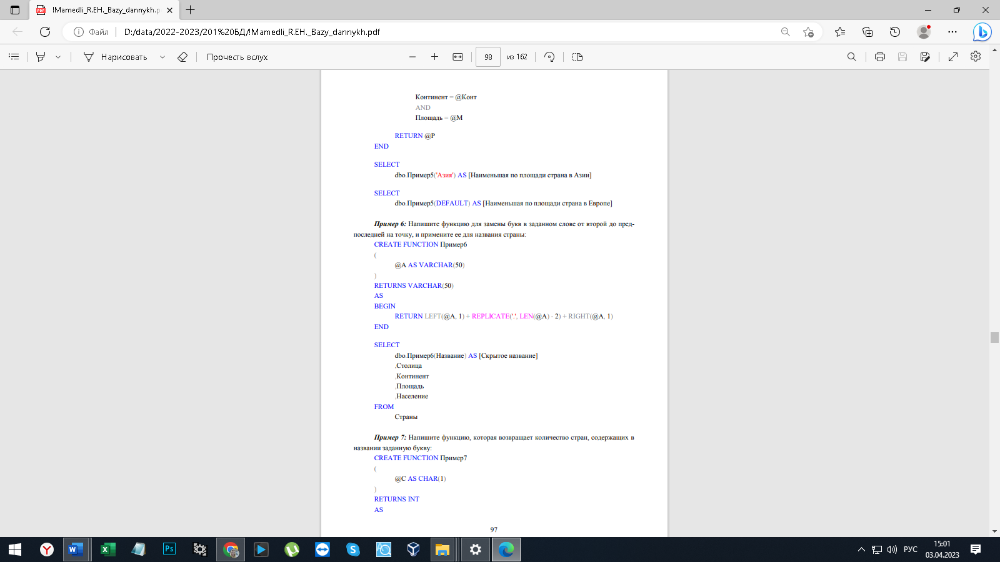 !Mamedli_R.EH._Bazy_dannykh.p
Файл
D:/data/2022-2023/201%20БД/!Mamedli_R.EH._Bazy_dannykh.pdf
Нарисовать
Прочесть вслух
98
из 162
Континент = @Конт
AND
Площадь = @M
RETURN @P
END
SELECT
dbo.Пример5('Азия') AS [Наименьшая по площади страна в Азии]
SELECT
dbo.Пример5(DEFAULT) AS [Наименьшая по площади страна в Европе]
Пример 6: Напишите функцию для замены букв в заданном слове от второй до пред-
последней на точку, и примените ее для названия страны:
CREATE FUNCTION Пример6
(
@A AS VARCHAR(50)
)
RETURNS VARCHAR(50)
AS
BEGIN
RETURN LEFT(@A, 1) + REPLICATE('.', LEN(@A) - 2) + RIGHT(@A, 1)
END
SELECT
dbo.Пример6(Название) AS [Скрытое название]
,Столица
,Континент
,Площадь
,Население
FROM
Страны
Пример 7: Напишите функцию, которая возвращает количество стран, содержащих в
названии заданную букву:
CREATE FUNCTION Пример7
(
@C AS CHAR(1)
)
RETURNS INT
AS
97
РУС
15:01
03.04.2023